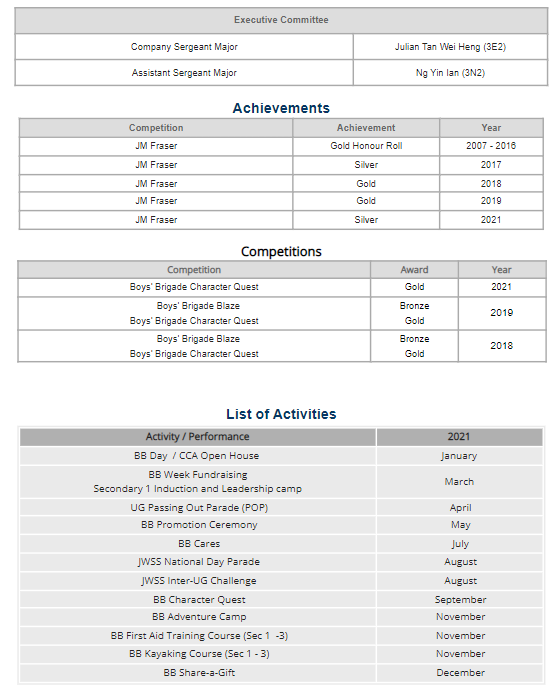 Executive Committee
Company Sergeant Major Julian Tan Wei Heng (3E2)
Assistant Sergeant Major Ng Yin Ian (3N2)
Achievements
Competition Achievement Year
JM Fraser Gold Honour Roll 2007 - 2016
JM Fraser Silver 2017
JM Fraser Gold 2018
JM Fraser Gold 2019
JM Fraser Silver 2021
Competitions
Competition Award Year
Boys' Brigade Character Quest Gold 2021
Boys' Brigade Blaze Bronze
Boys' Brigade Character Quest Gold 2019
Boys' Brigade Blaze Bronze
Boys' Brigade Character Quest Gold 2018
List of Activities
Activity / Performance 2021
BB Day / CCA Open House January
BB Week Fundraising
Secondary 1 Induction and Leadership camp March
UG Passing Out Parade (POP) April
BB Promotion Ceremony May
BB Cares July
JWSS National Day Parade August
JWSS Inter-UG Challenge August
BB Character Quest September
BB Adventure Camp November
BB First Aid Training Course (Sec 1 -3) November
BB Kayaking Course (Sec 1 - 3) November
BB Share-a-Gift December